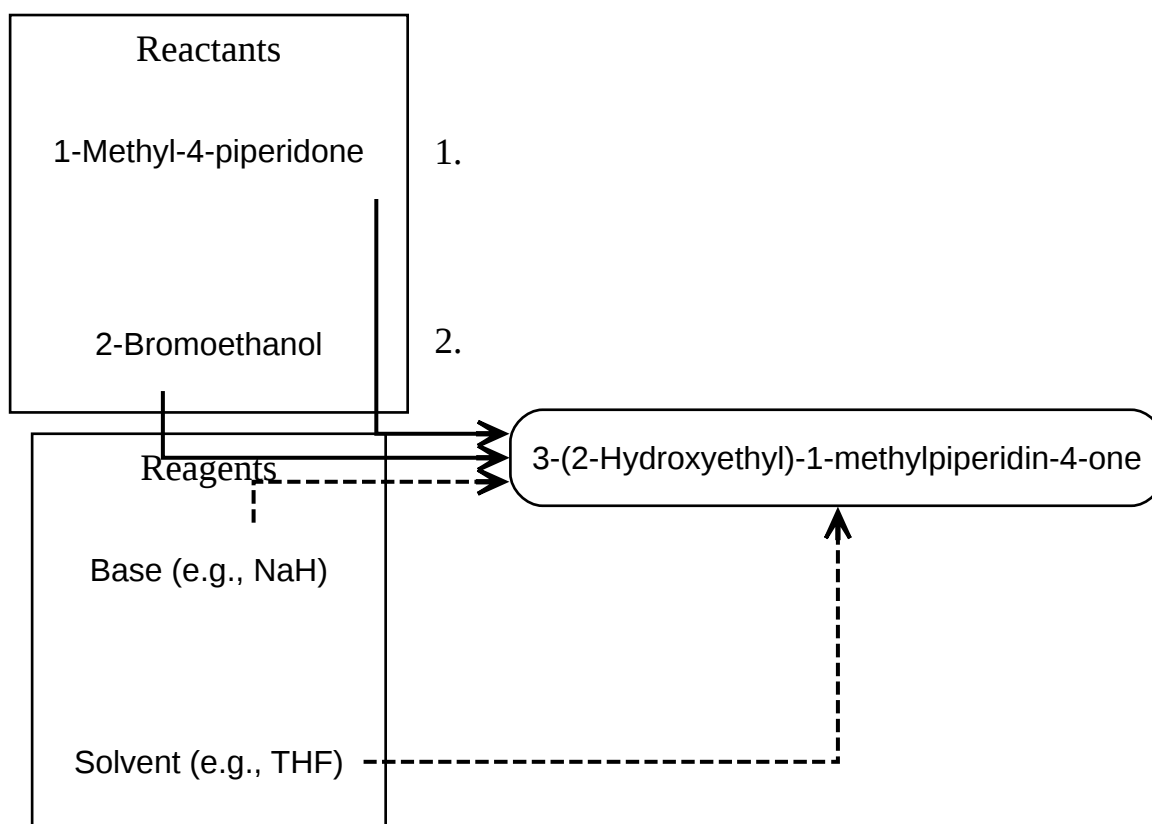 Reactants
1-Methyl-4-piperidone
1.
2-Bromoethanol
2.
3-(2-Hydroxyethyl)-1-methylpiperidin-4-one
Reagents
Base (e.g., NaH)
Solvent (e.g., THF)